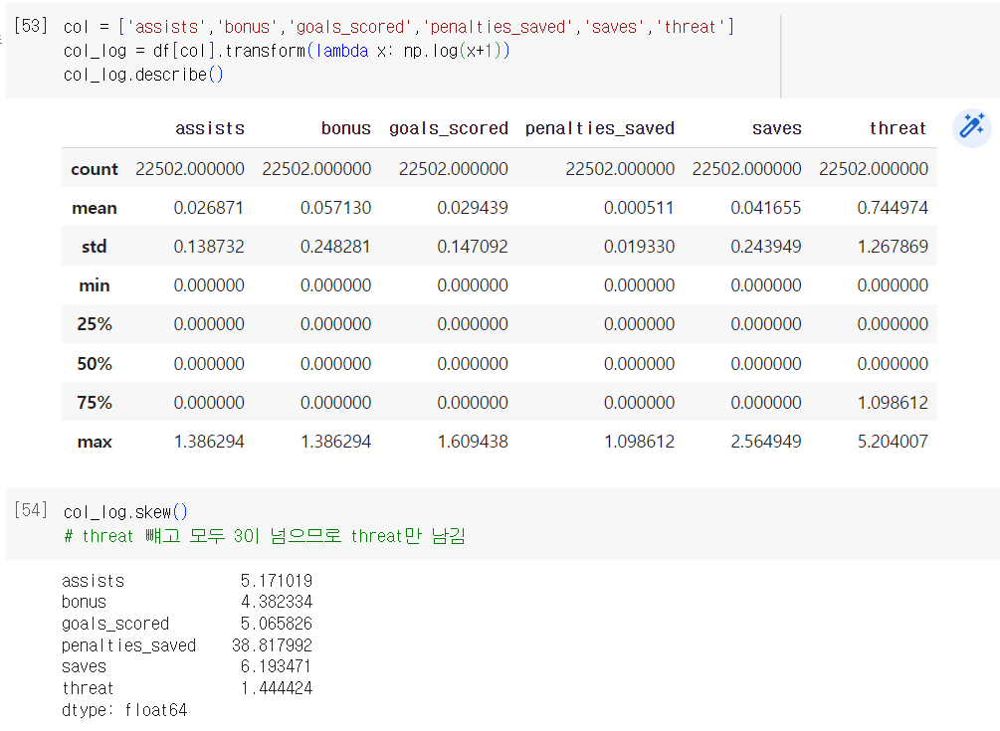 [53] col = ['assists','bonus','goals_scored','penalties_saved','saves','threat']
col_log = df[col].transform(lambda x: np.log(x+1))
col_log.describe()
assists bonus goals_scored penalties_saved saves threat
count 22502.000000 22502.000000 22502.000000 22502.000000 22502.000000 22502.000000
mean 0.026871 0.057130 0.029439 0.000511 0.041655 0.744974
std 0.138732 0.248281 0.147092 0.019330 0.243949 1.267869
min 0.000000 0.000000 0.000000 0.000000 0.000000 0.000000
25% 0.000000 0.000000 0.000000 0.000000 0.000000 0.000000
50% 0.000000 0.000000 0.000000 0.000000 0.000000 0.000000
75% 0.000000 0.000000 0.000000 0.000000 0.000000 1.098612
max 1.386294 1.386294 1.609438 1.098612 2.564949 5.204007
[54] col_log.skew()
# threat 빼고 모두 3이 넘으므로 threat만 남김
assists 5.171019
bonus 4.382334
goals_scored 5.065826
penalties_saved 38.817992
saves 6.193471
threat 1.444424
dtype: float64